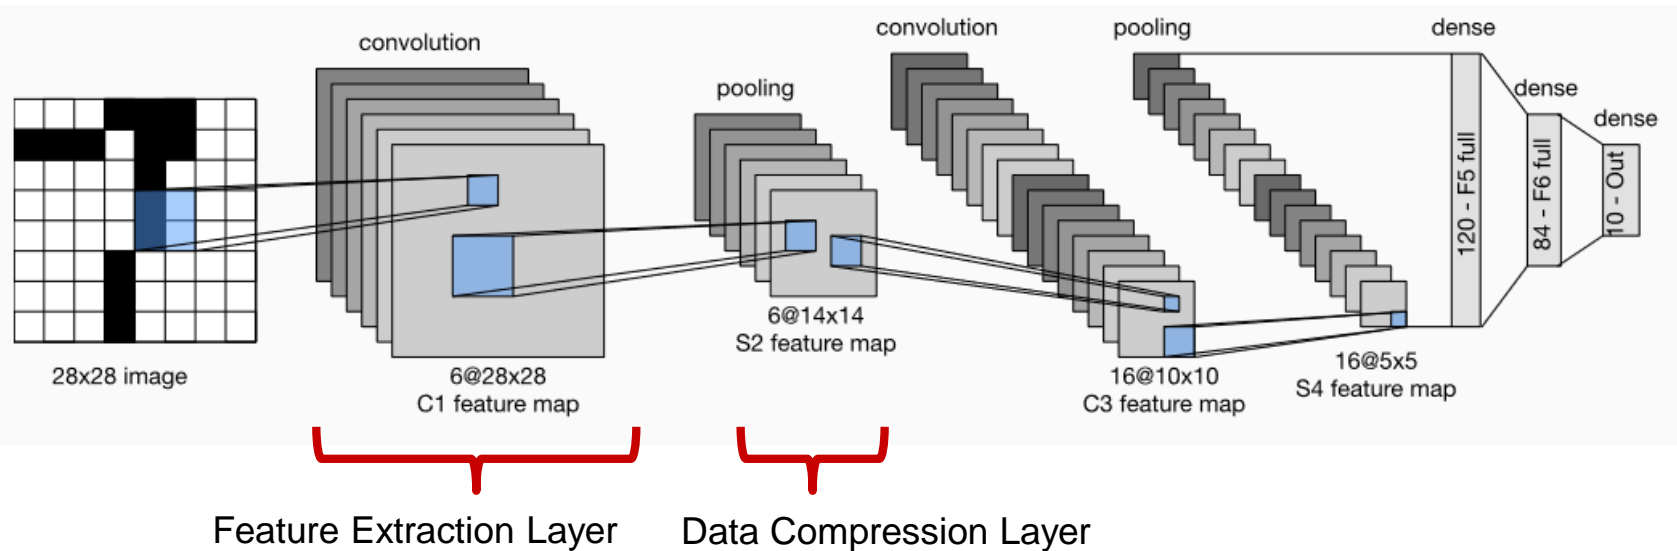 convolution
pooling
convolution
pooling
dense
dense
dense
28x28 image
6@28x28
C1 feature map
6@14x14
S2 feature map
16@10x10
C3 feature map
16@5x5
S4 feature map
120 - F5 full
84 - F6 full
10 - Out
Feature Extraction Layer
Data Compression Layer